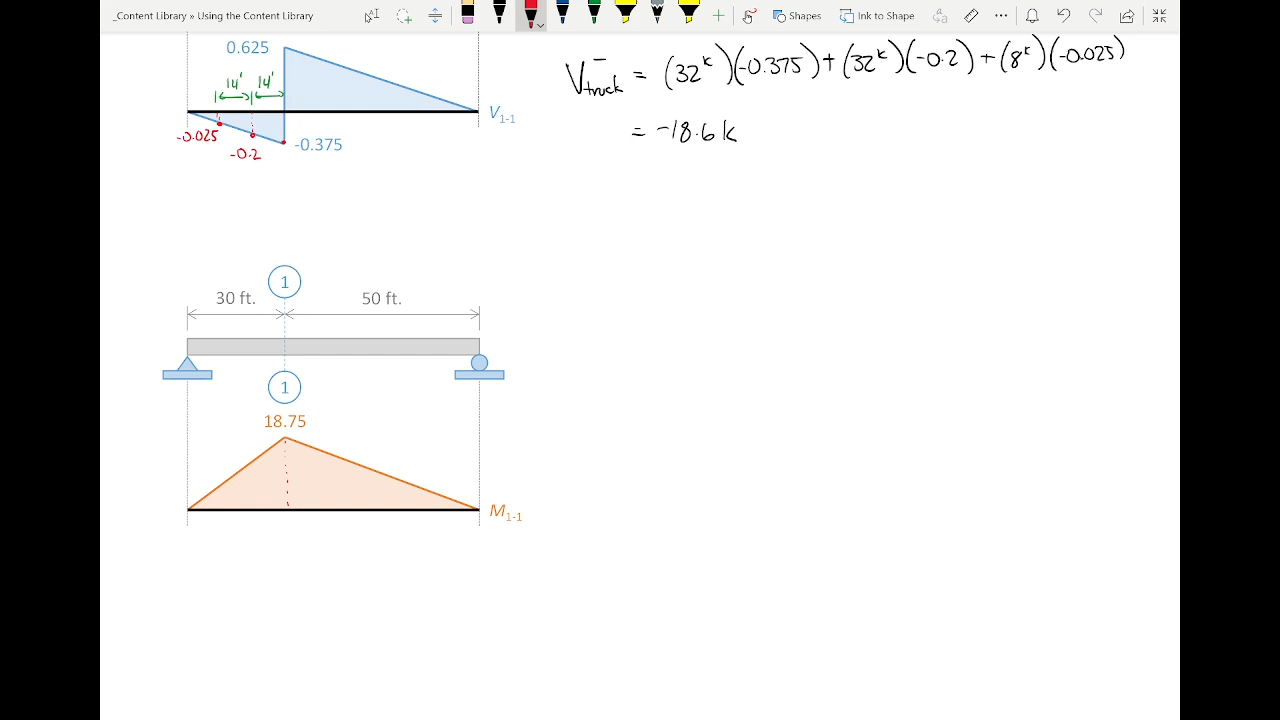 _Content Library » Using the Content Library
Shapes
Ink to Shape
0.625
14' 14'
V1-1
-0.025
-0.2
-0.375
V⁻truck = (32ᵏ)(-0.375) + (32ᵏ)(-0.2) + (8ᵏ)(-0.025)
= -18.6 k
1
30 ft. 50 ft.
1
18.75
M1-1